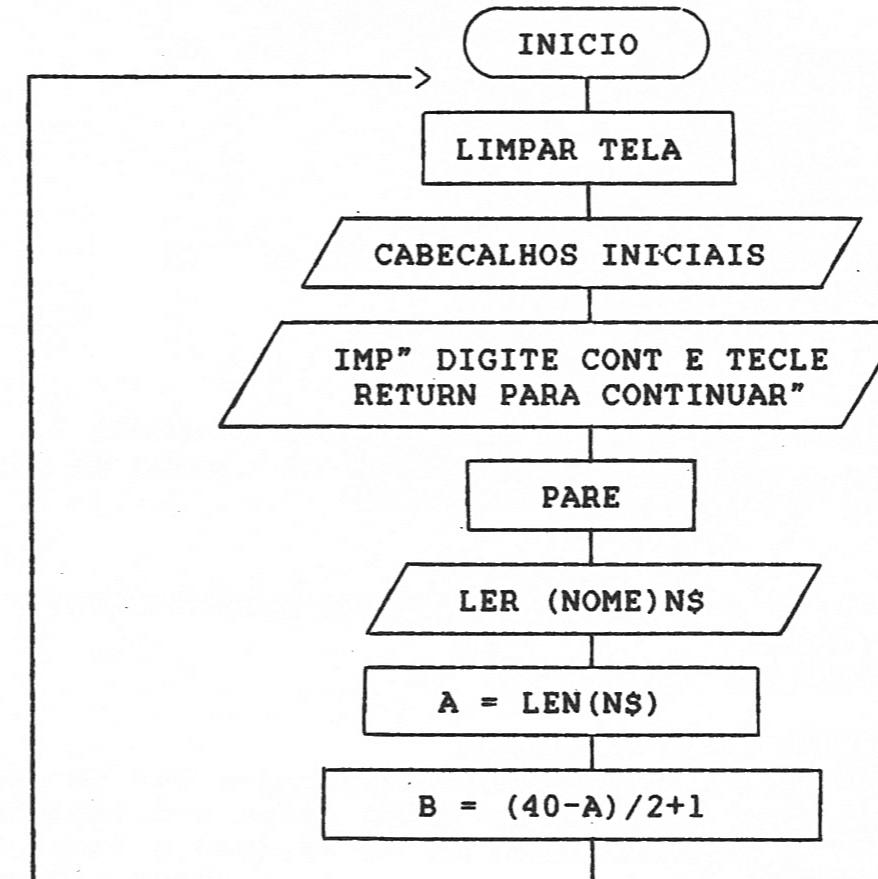 INICIO
LIMPAR TELA
CABECALHOS INICIAIS
IMP" DIGITE CONT E TECLE
RETURN PARA CONTINUAR"
PARE
LER (NOME)N$
A = LEN(N$)
B = (40-A)/2+1